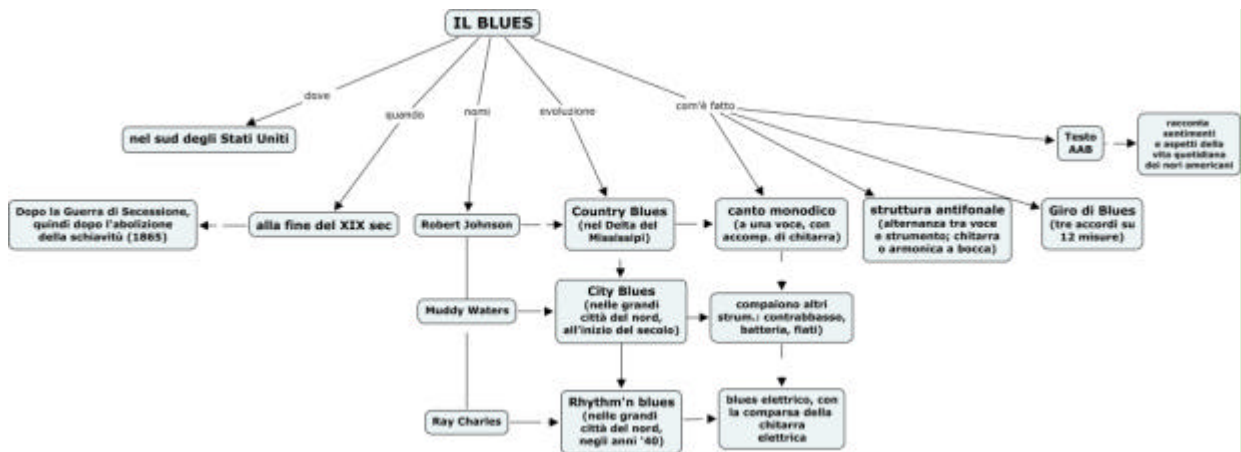 IL BLUES
dove
quando
nomi
evoluzione
com'è fatto
nel sud degli Stati Uniti
Testo
AAB
racconta
sentimenti
e aspetti della
vita quotidiana
dei neri americani
Dopo la Guerra di Secessione,
quindi dopo l'abolizione
della schiavitù (1865)
alla fine del XIX sec
Robert Johnson
Country Blues
(nel Delta del
Mississipi)
canto monodico
(a una voce, con
accomp. di chitarra)
struttura antifonale
(alternanza tra voce
e strumento; chitarra
o armonica a bocca)
Giro di Blues
(tre accordi su
12 misure)
Muddy Waters
City Blues
(nelle grandi
città del nord,
all'inizio del secolo)
compaiono altri
strum.: contrabbasso,
batteria, fiati)
Ray Charles
Rhythm'n blues
(nelle grandi
città del nord,
negli anni '40)
blues elettrico, con
la comparsa della
chitarra
elettrica